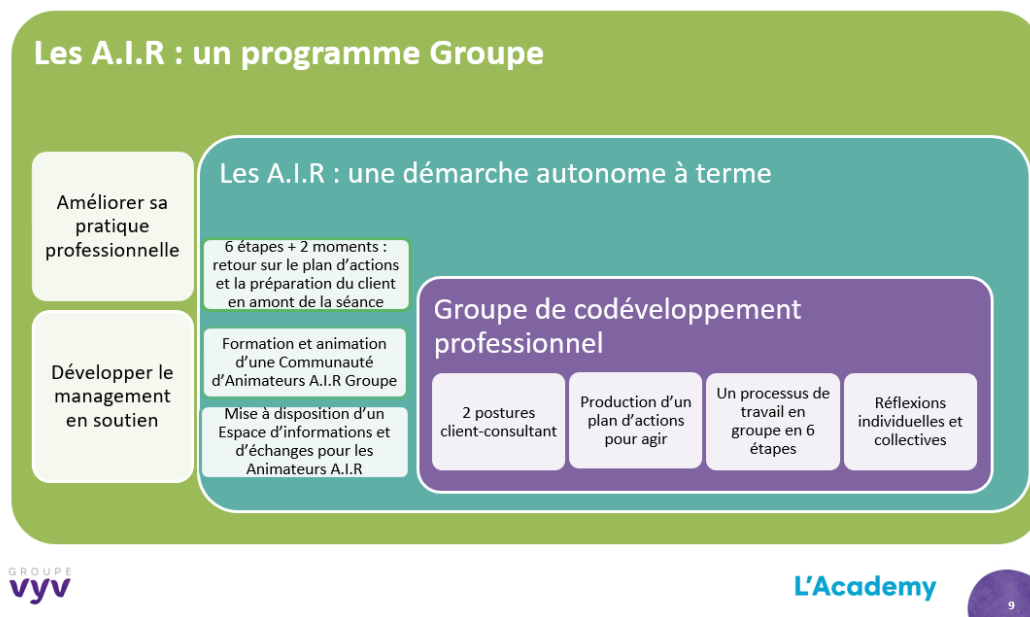 Les A.I.R : un programme Groupe
Améliorer sa
pratique
professionnelle
Développer le
management
en soutien
Les A.I.R : une démarche autonome à terme
6 étapes + 2 moments :
retour sur le plan d’actions
et la préparation du client
en amont de la séance
Formation et animation
d’une Communauté
d’Animateurs A.I.R Groupe
Mise à disposition d’un
Espace d’informations et
d’échanges pour les
Animateurs A.I.R
Groupe de codéveloppement
professionnel
2 postures
client-consultant
Production d’un
plan d’actions
pour agir
Un processus de
travail en
groupe en 6
étapes
Réflexions
individuelles et
collectives
GROUPE
vyv
L’Academy
9